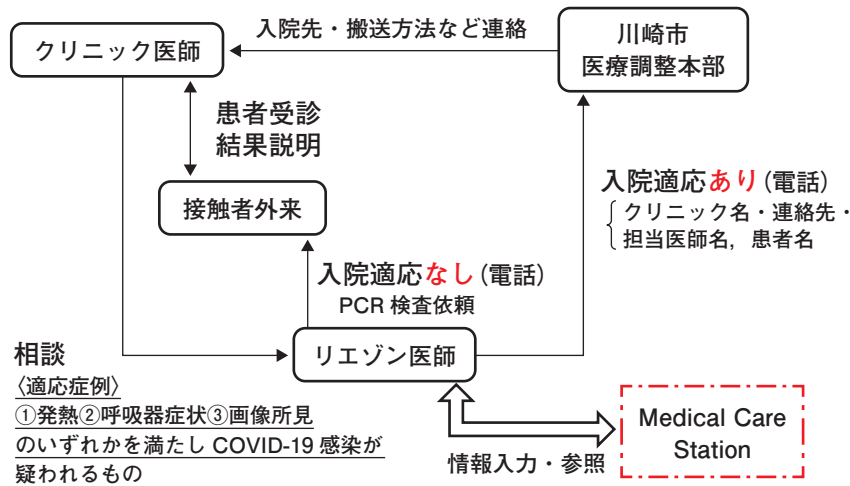 クリニック医師
入院先・搬送方法など連絡
川崎市
医療調整本部
患者受診
結果説明
接触者外来
入院適応あり(電話)
クリニック名・連絡先・
担当医師名，患者名
入院適応なし(電話)
PCR 検査依頼
リエゾン医師
相談
〈適応症例〉
①発熱②呼吸器症状③画像所見
のいずれかを満たし COVID-19 感染が
疑われるもの
情報入力・参照
Medical Care
Station